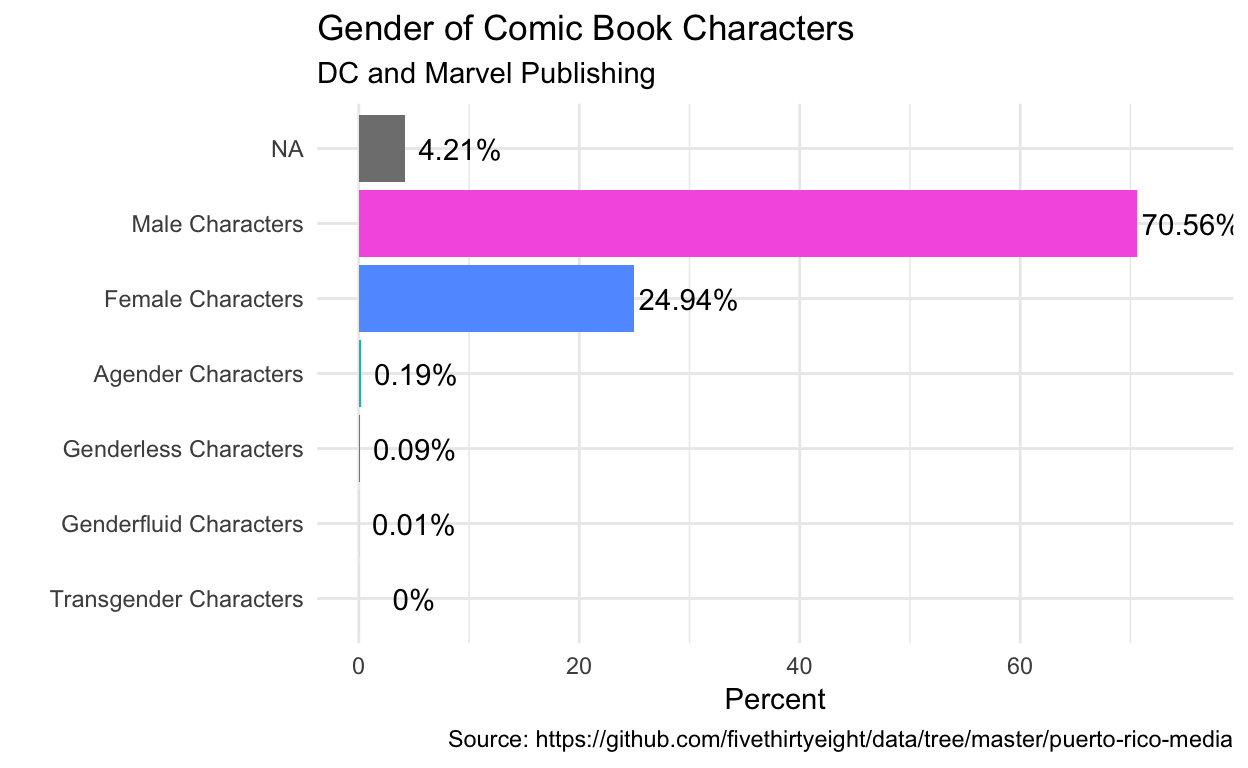 Gender of Comic Book Characters
DC and Marvel Publishing
NA 4.21%
Male Characters 70.56%
Female Characters 24.94%
Agender Characters 0.19%
Genderless Characters 0.09%
Genderfluid Characters 0.01%
Transgender Characters 0%
0 20 40 60
Percent
Source: https://github.com/fivethirtyeight/data/tree/master/puerto-rico-media